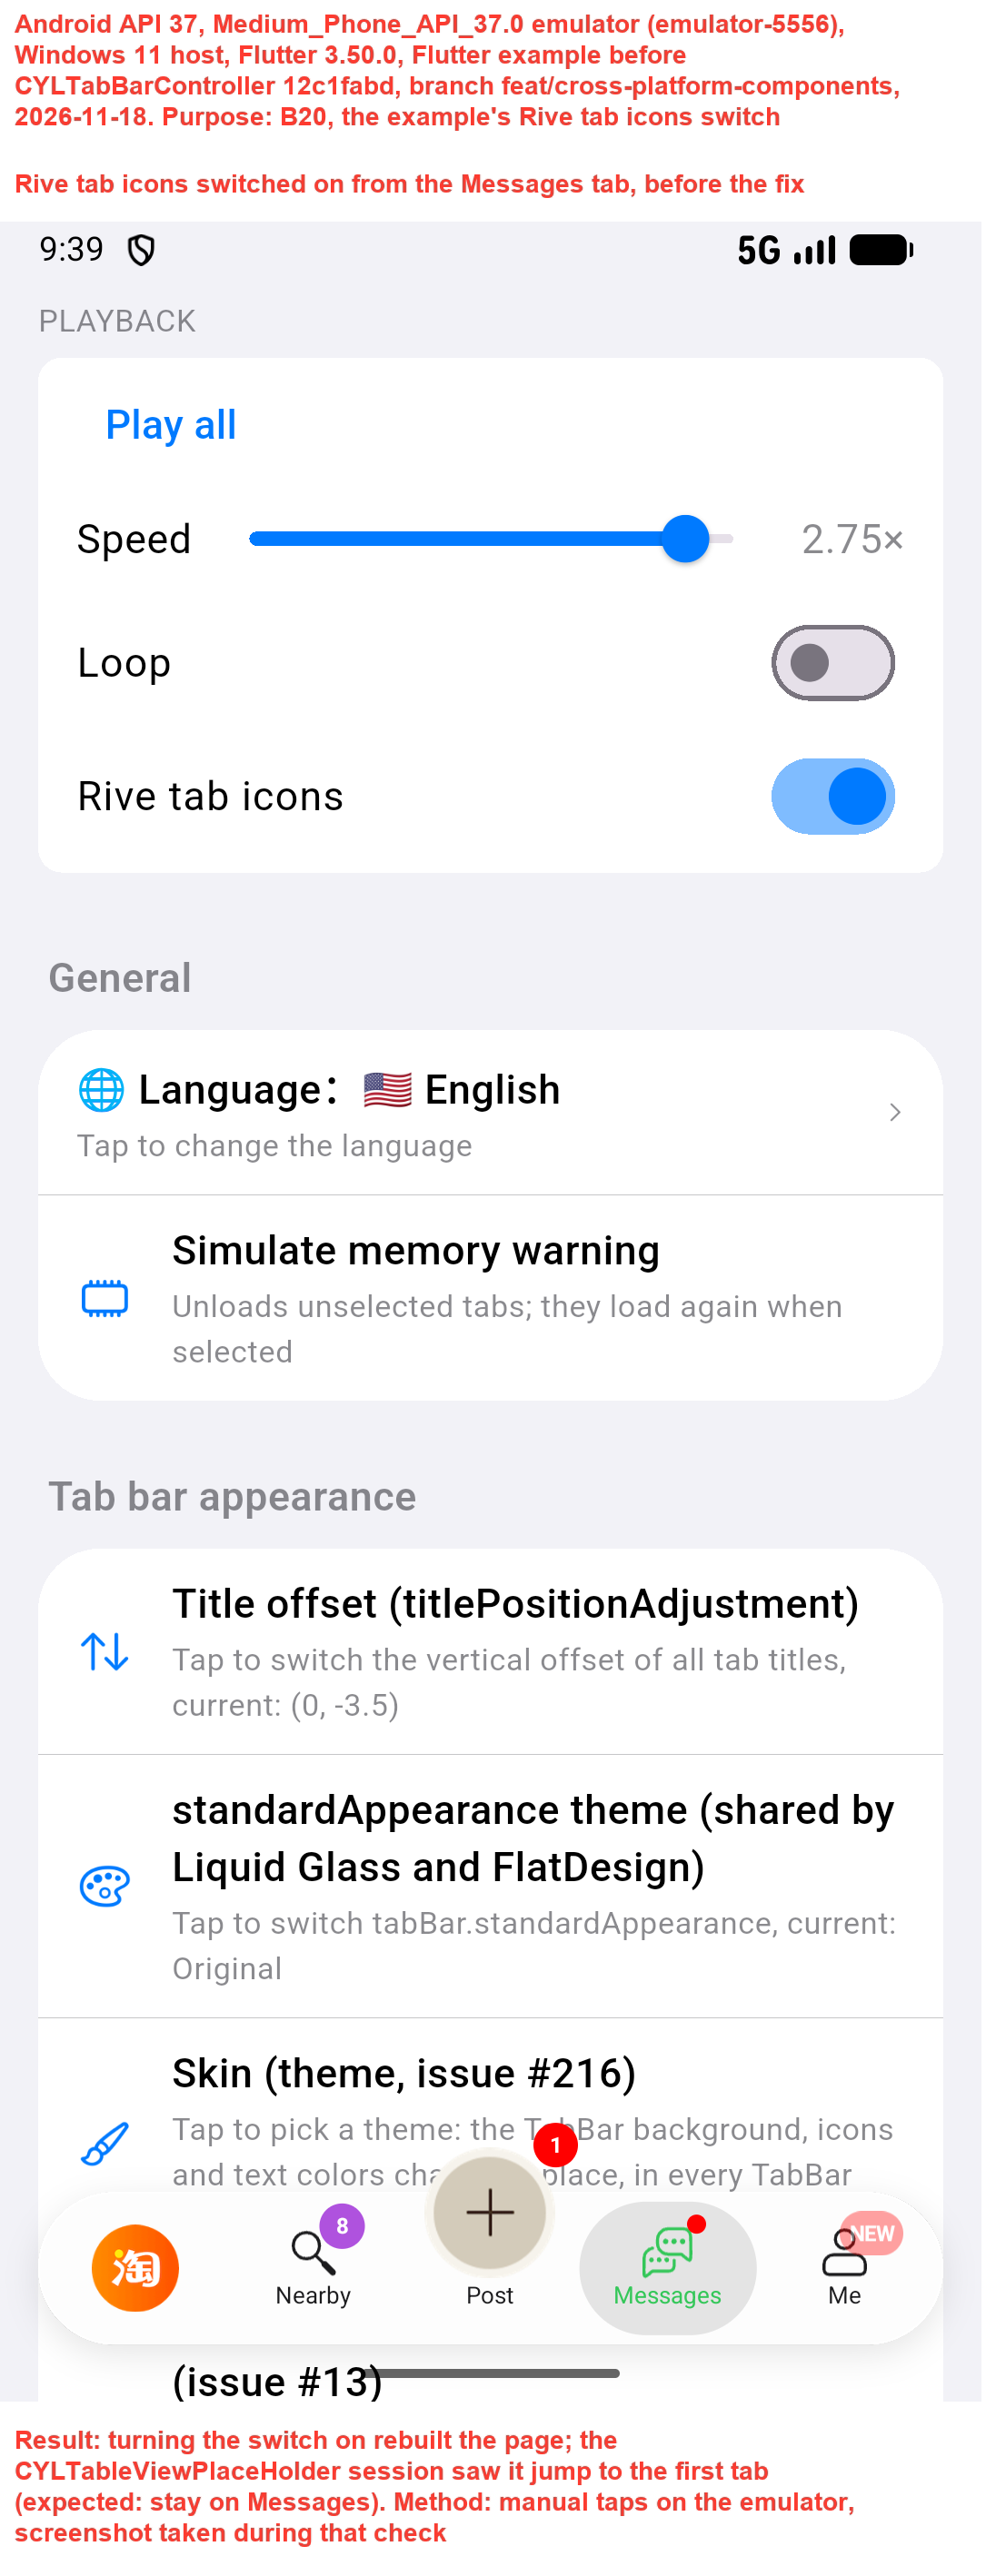 Android API 37, Medium_Phone_API_37.0 emulator (emulator-5556),
Windows 11 host, Flutter 3.50.0, Flutter example before
CYLTabBarController 12c1fabd, branch feat/cross-platform-components,
2026-11-18. Purpose: B20, the example's Rive tab icons switch
Rive tab icons switched on from the Messages tab, before the fix
9:39
5G
PLAYBACK
Play all
Speed
2.75×
Loop
Rive tab icons
General
🌐 Language：🇺🇸 English
Tap to change the language
Simulate memory warning
Unloads unselected tabs; they load again when
selected
Tab bar appearance
Title offset (titlePositionAdjustment)
Tap to switch the vertical offset of all tab titles,
current: (0, -3.5)
standardAppearance theme (shared by
Liquid Glass and FlatDesign)
Tap to switch tabBar.standardAppearance, current:
Original
Skin (theme, issue #216)
Tap to pick a theme: the TabBar background, icons
and text colors cha place, in every TabBar
1
淘
8
Nearby
Post
Messages
NEW
Me
(issue #13)
Result: turning the switch on rebuilt the page; the
CYLTableViewPlaceHolder session saw it jump to the first tab
(expected: stay on Messages). Method: manual taps on the emulator,
screenshot taken during that check